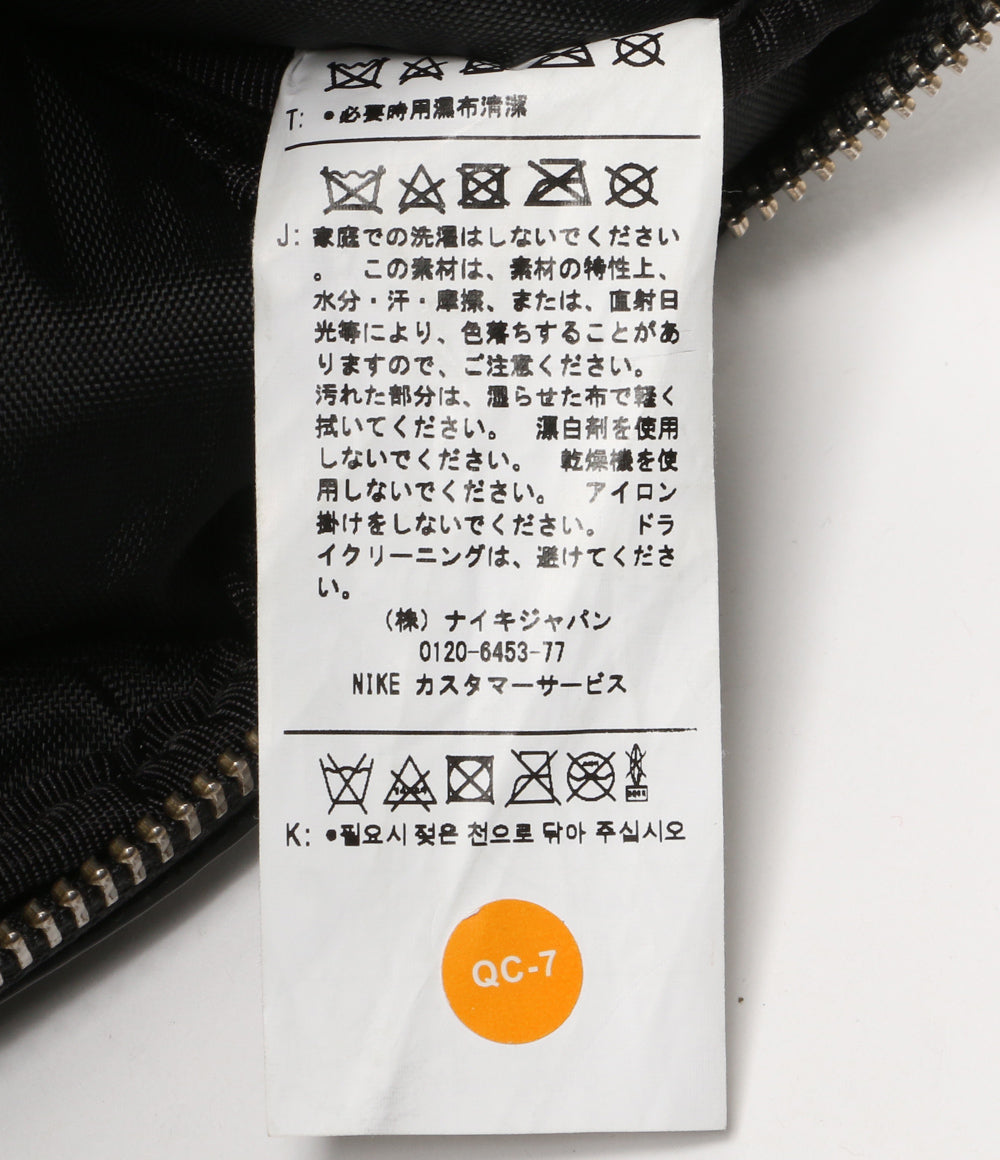 T: •必要時用濕布清潔
J: 家庭での洗濯はしないでください
。 この素材は、素材の特性上、
水分・汗・摩擦、または、直射日
光等により、色落ちすることがあ
りますので、ご注意ください。
汚れた部分は、湿らせた布で軽く
拭いてください。 漂白剤を使用
しないでください。 乾燥機を使
用しないでください。 アイロン
掛けをしないでください。 ドラ
イクリーニングは、避けてくださ
い。
(株) ナイキジャパン
0120-6453-77
NIKE カスタマーサービス
K: •필요시 젖은 천으로 닦아 주십시오
QC-7